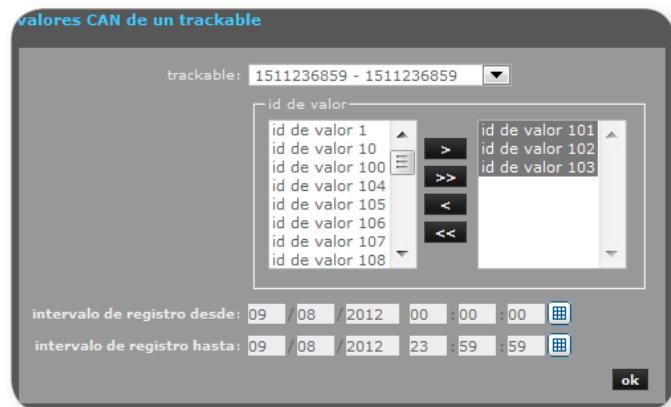 valores CAN de un trackable
trackable: 1511236859 - 1511236859
id de valor
id de valor 1
id de valor 10
id de valor 100
id de valor 104
id de valor 105
id de valor 106
id de valor 107
id de valor 108
>
>>
<
<<
id de valor 101
id de valor 102
id de valor 103
intervalo de registro desde: 09 / 08 / 2012 00 : 00 : 00
intervalo de registro hasta: 09 / 08 / 2012 23 : 59 : 59
ok